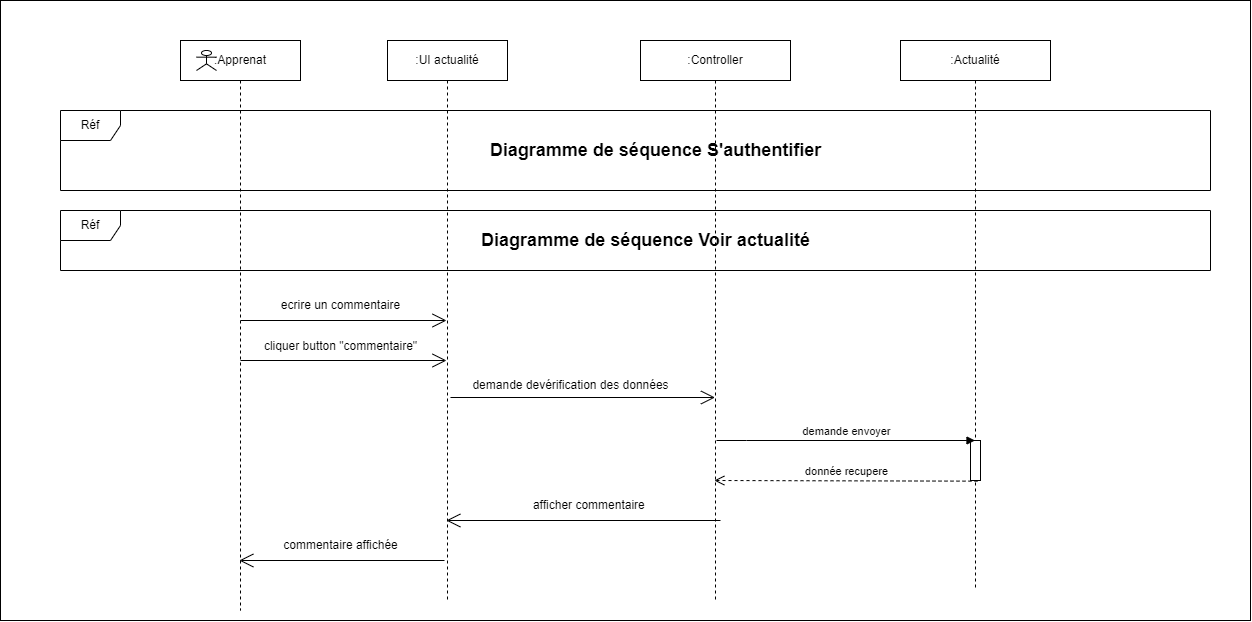 :Apprenat
:UI actualité
:Controller
:Actualité
Réf
Diagramme de séquence S'authentifier
Réf
Diagramme de séquence Voir actualité
ecrire un commentaire
cliquer button "commentaire"
demande devérification des données
demande envoyer
donnée recupere
afficher commentaire
commentaire affichée